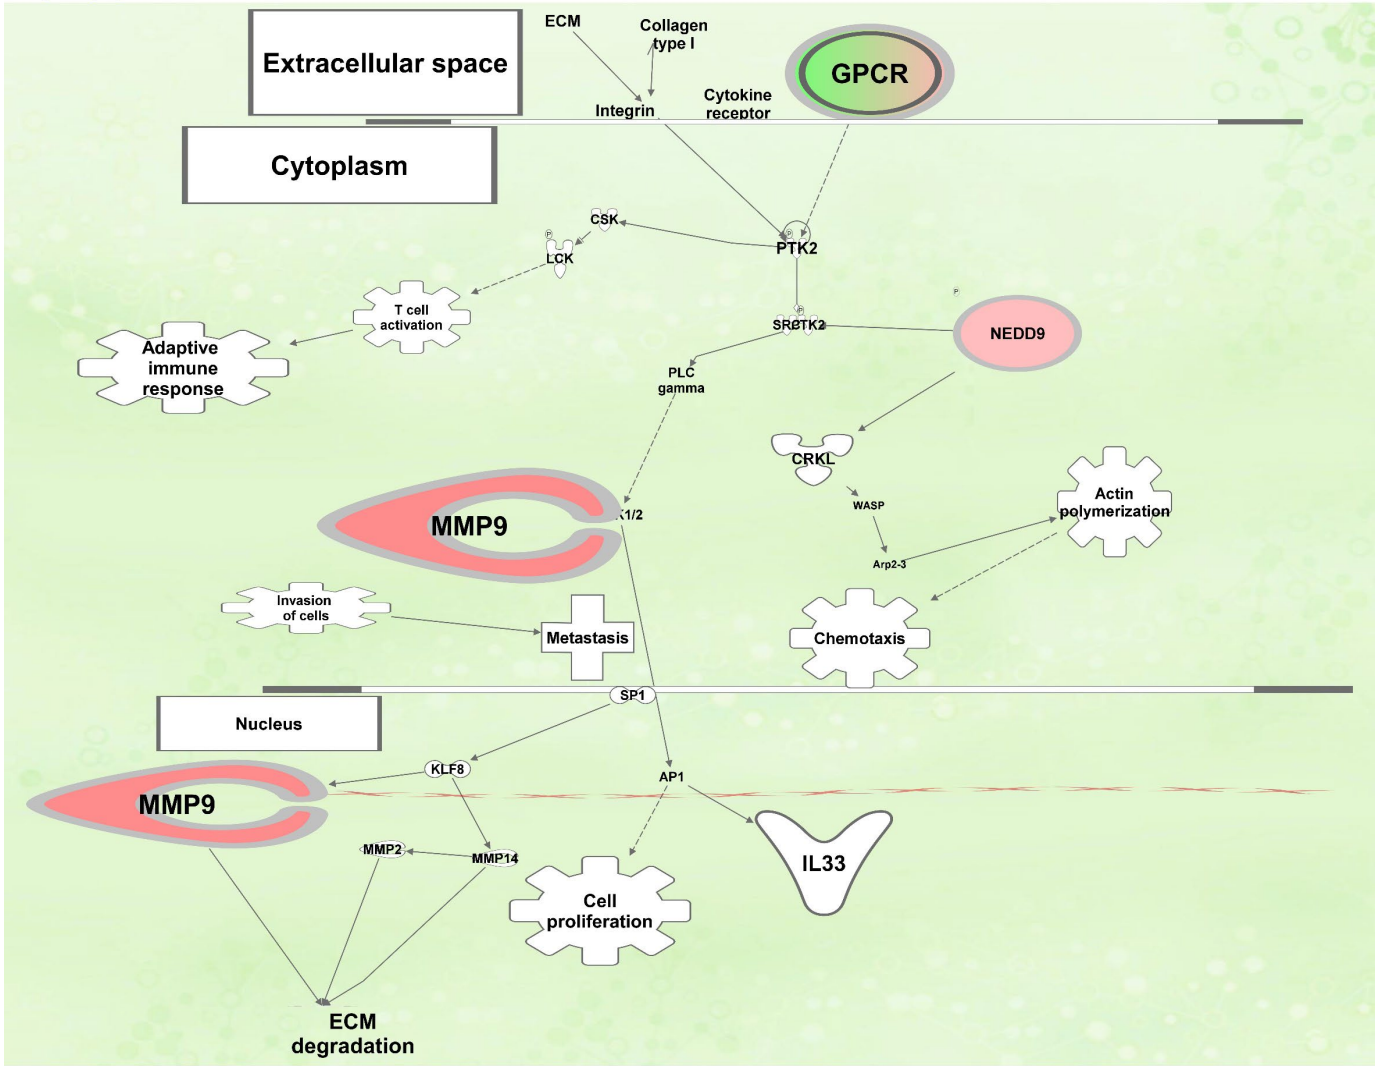 ECM
Collagen
type I
Extracellular space
GPCR
Integrin
Cytokine
receptor
Cytoplasm
CSK
P
LCK
P
PTK2
T cell
activation
P
SRC
PTK2
P
NEDD9
Adaptive
immune
response
PLC
gamma
CRKL
WASP
Actin
polymerization
MMP9
K1/2
Arp2-3
Invasion
of cells
Metastasis
Chemotaxis
SP1
Nucleus
KLF8
AP1
MMP9
MMP2
MMP14
IL33
Cell
proliferation
ECM
degradation